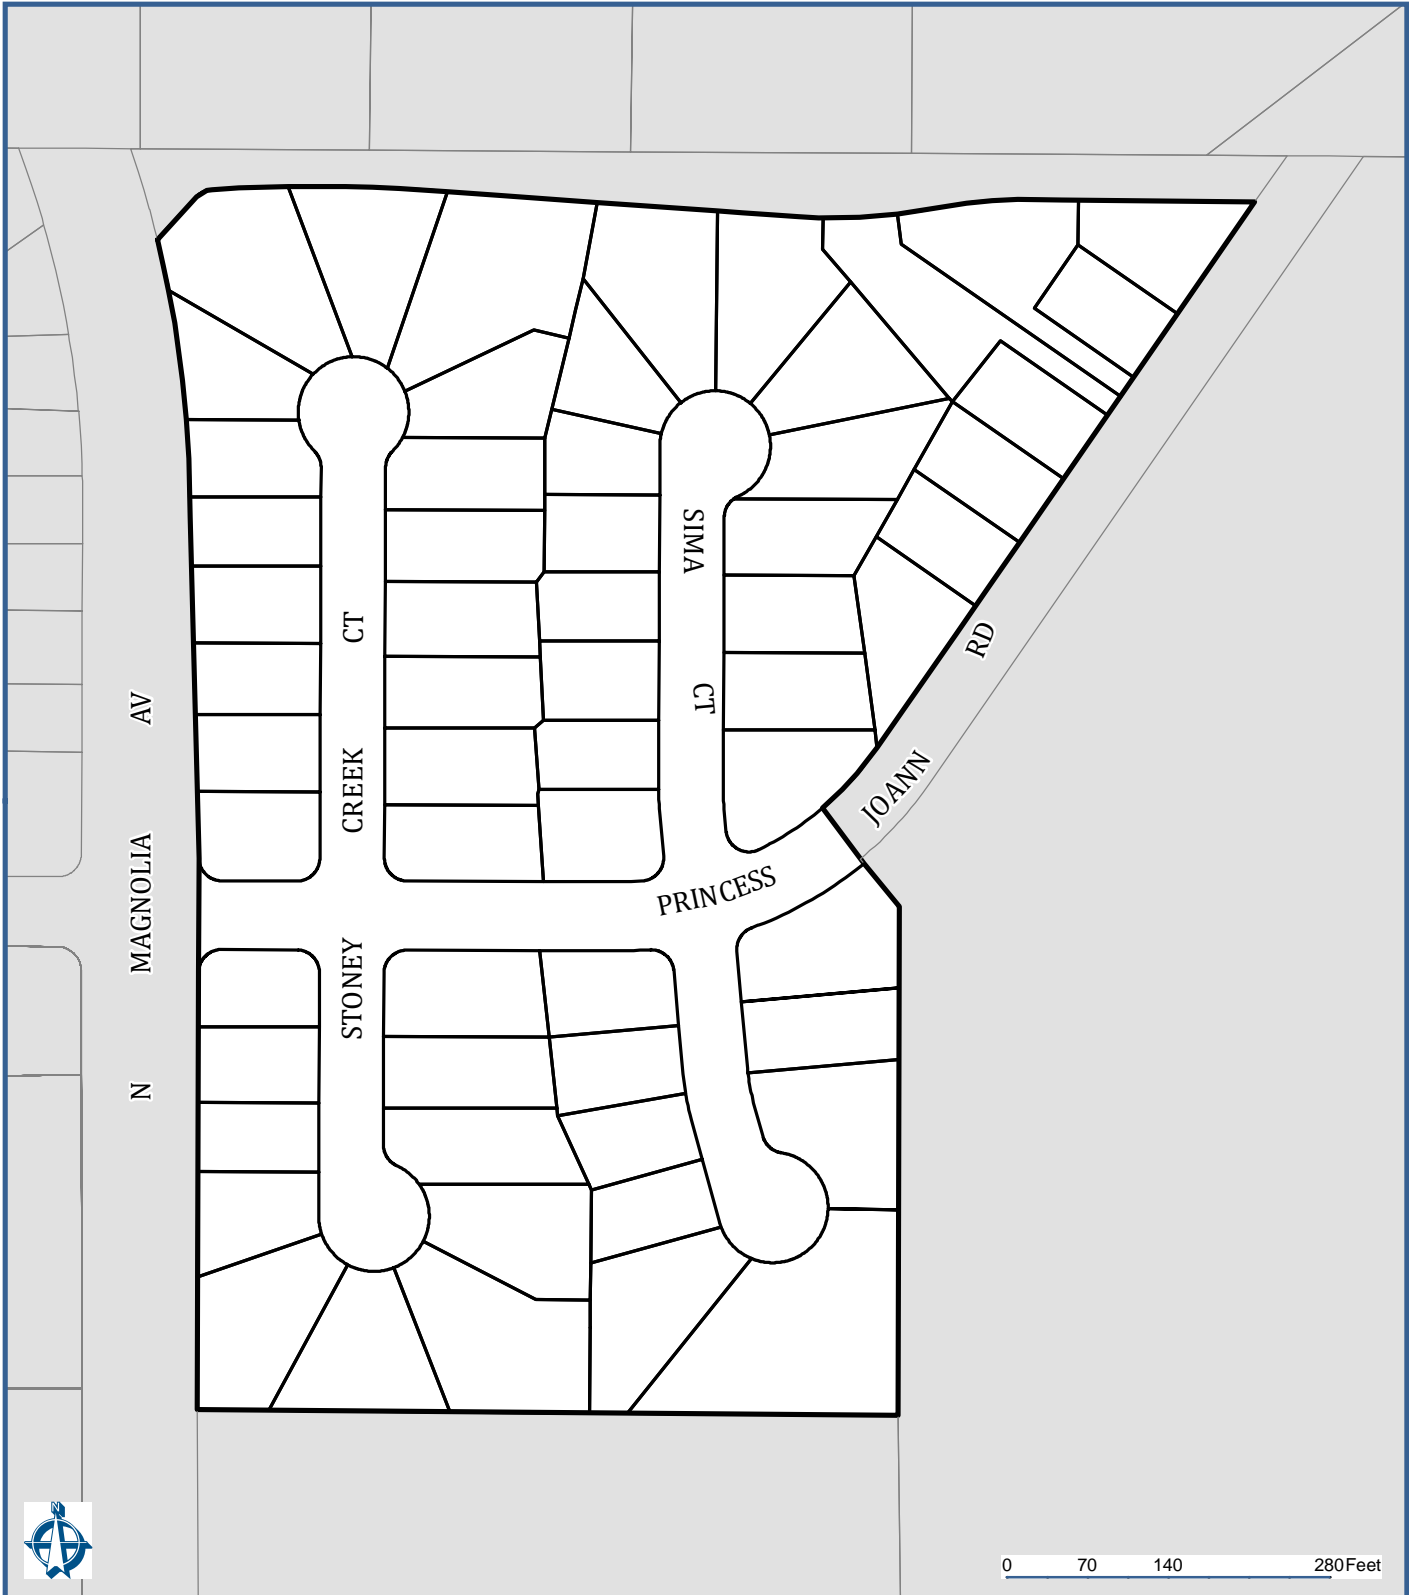 SIMA
CT
CT
CREEK
STONEY
AV
MAGNOLIA
N
RD
JOANN
PRINCESS
N
0 70 140 280 Feet